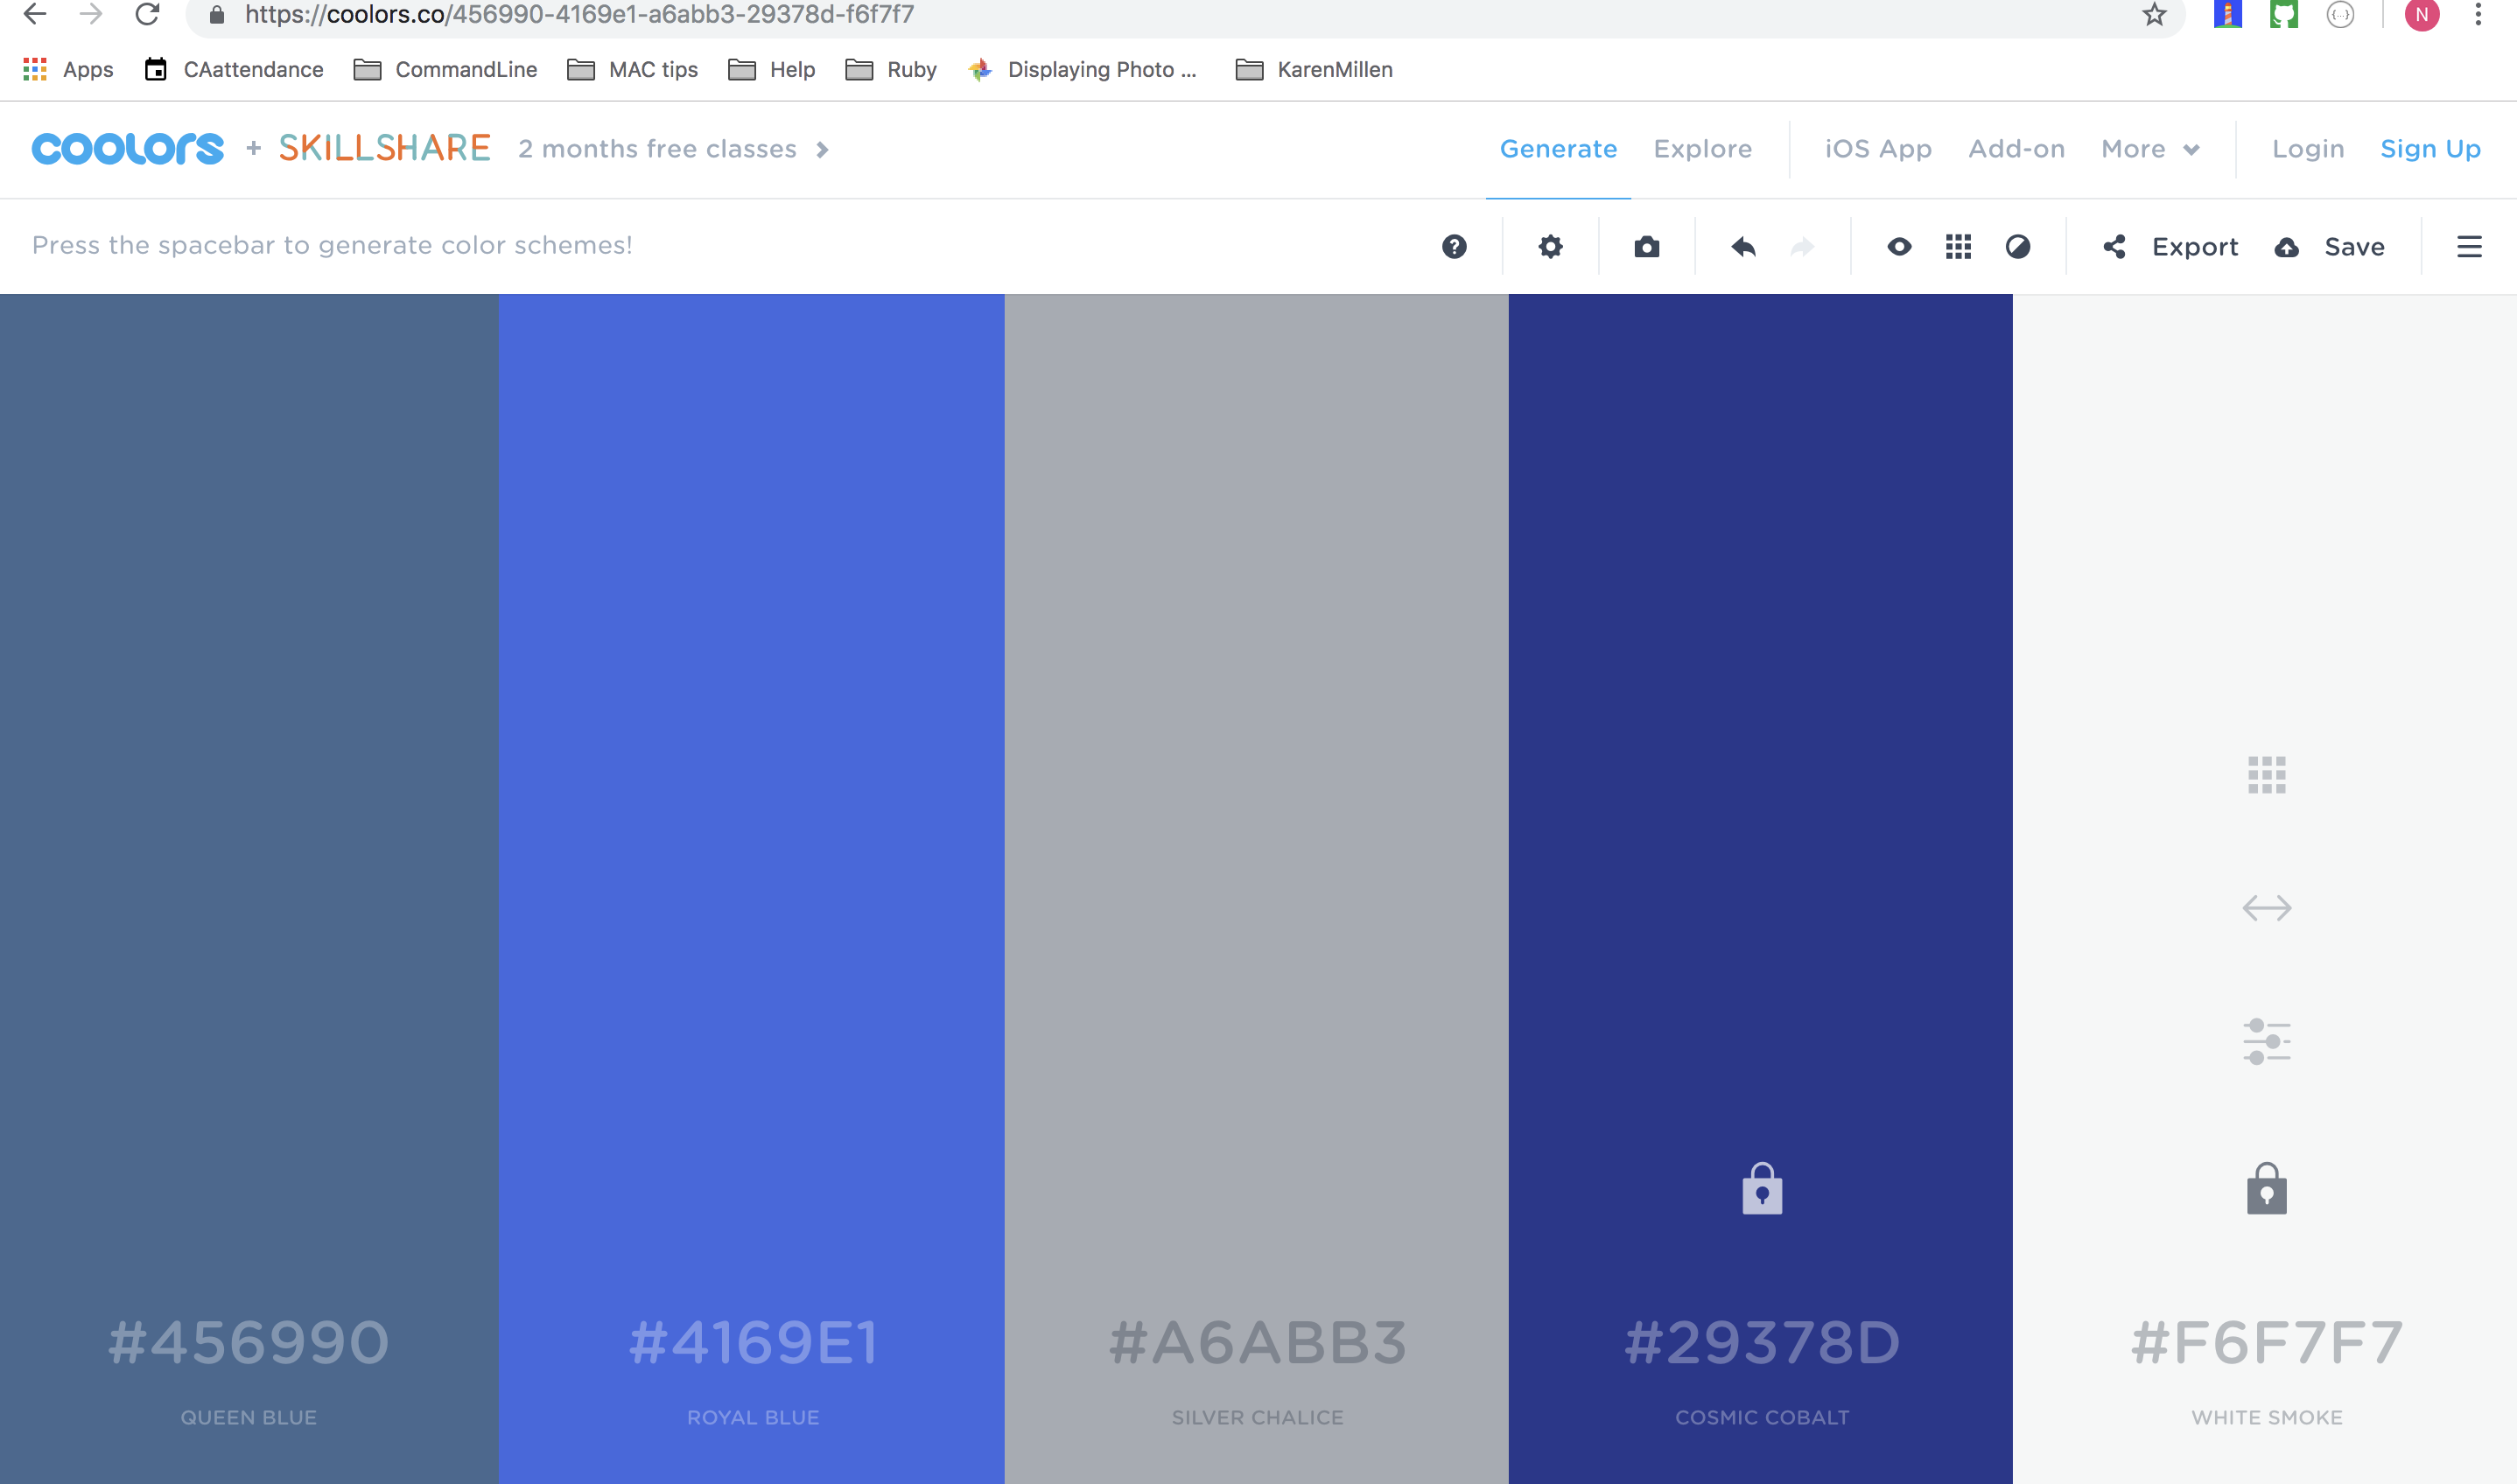 https://coolors.co/456990-4169e1-a6abb3-29378d-f6f7f7
{...}
N
Apps CAattendance CommandLine MAC tips Help Ruby Displaying Photo ... KarenMillen
coolors + SKILLSHARE 2 months free classes Generate Explore iOS App Add-on More Login Sign Up
Press the spacebar to generate color schemes! ? Export Save
#456990 #4169E1 #A6ABB3 #29378D #F6F7F7
QUEEN BLUE ROYAL BLUE SILVER CHALICE COSMIC COBALT WHITE SMOKE